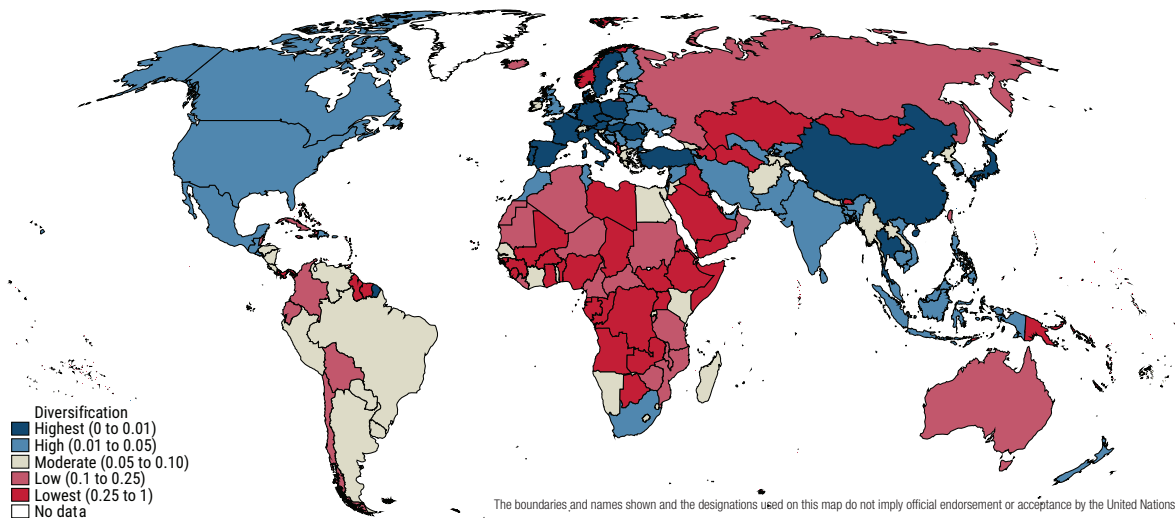 Diversification
Highest (0 to 0.01)
High (0.01 to 0.05)
Moderate (0.05 to 0.10)
Low (0.1 to 0.25)
Lowest (0.25 to 1)
No data
The boundaries and names shown and the designations used on this map do not imply official endorsement or acceptance by the United Nations